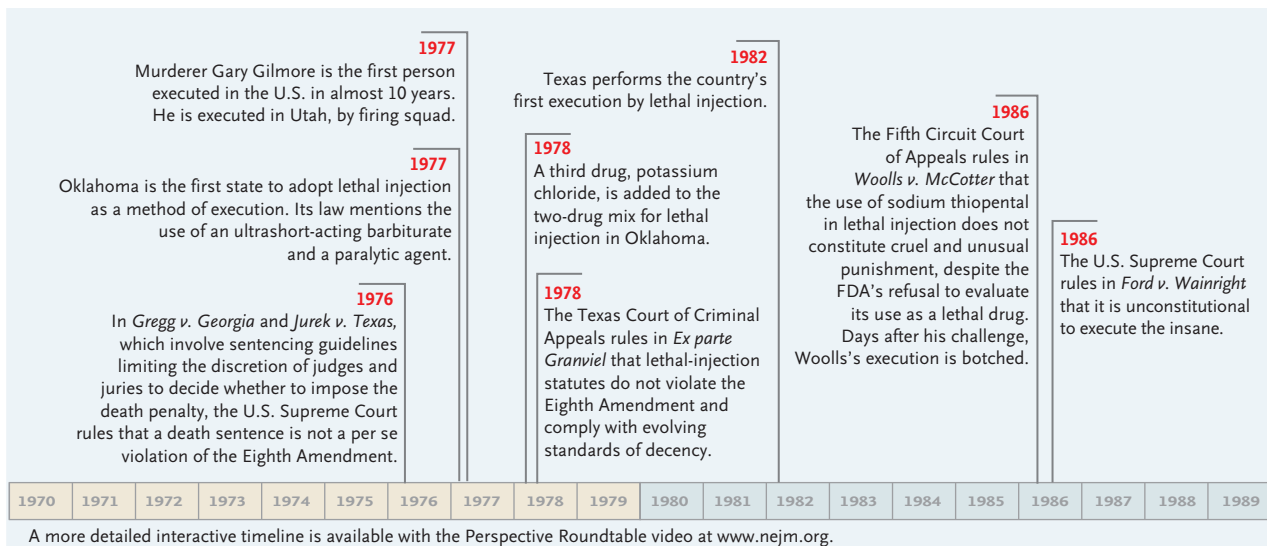 1977
Murderer Gary Gilmore is the first person
executed in the U.S. in almost 10 years.
He is executed in Utah, by firing squad.
1977
Oklahoma is the first state to adopt lethal injection
as a method of execution. Its law mentions the
use of an ultrashort-acting barbiturate
and a paralytic agent.
1976
In Gregg v. Georgia and Jurek v. Texas,
which involve sentencing guidelines
limiting the discretion of judges and
juries to decide whether to impose the
death penalty, the U.S. Supreme Court
rules that a death sentence is not a per se
violation of the Eighth Amendment.
1982
Texas performs the country's
first execution by lethal injection.
1978
A third drug, potassium
chloride, is added to the
two-drug mix for lethal
injection in Oklahoma.
1978
The Texas Court of Criminal
Appeals rules in Ex parte
Granviel that lethal-injection
statutes do not violate the
Eighth Amendment and
comply with evolving
standards of decency.
1986
The Fifth Circuit Court
of Appeals rules in
Woolls v. McCotter that
the use of sodium thiopental
in lethal injection does not
constitute cruel and unusual
punishment, despite the
FDA's refusal to evaluate
its use as a lethal drug.
Days after his challenge,
Woolls's execution is botched.
1986
The U.S. Supreme Court
rules in Ford v. Wainright
that it is unconstitutional
to execute the insane.
1970 1971 1972 1973 1974 1975 1976 1977 1978 1979 1980 1981 1982 1983 1984 1985 1986 1987 1988 1989
A more detailed interactive timeline is available with the Perspective Roundtable video at www.nejm.org.